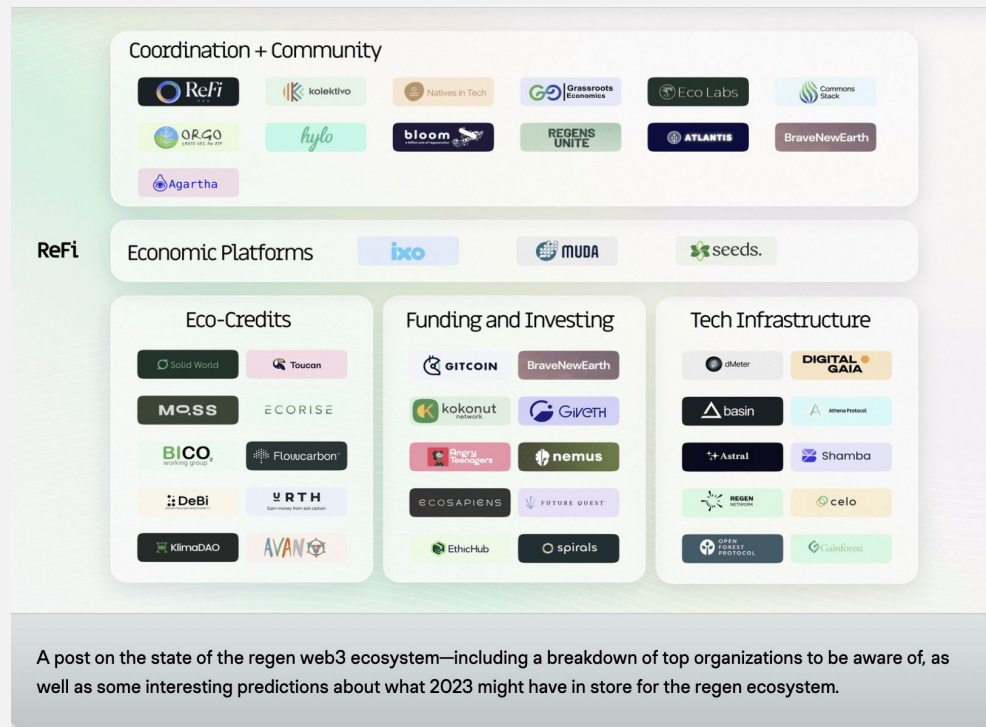 Coordination + Community
ReFi
DAO
kolektivo
Natives in Tech
GO Grassroots
Economics
Eco Labs
Commons
Stack
ORGO
EARTH HAS AN APP
hylo
bloom
REGENS
UNITE
ATLANTIS
BraveNewEarth
Agartha
ReFi
Economic Platforms
ixo
MUDA
seeds.
Eco-Credits
Solid World
Toucan
MOSS
ECORISE
BICO2
working group
Flowcarbon
DeBi
URTH
Earn money from soil carbon
KlimaDAO
AVANO
Funding and Investing
GITCOIN
BraveNewEarth
kokonut
network
GIVETH
Angry
Teenagers
nemus
ECOSAPIENS
FUTURE QUEST
EthicHub
spirals
Tech Infrastructure
dMeter
DIGITAL
GAIA
basin
Athena Protocol
Astral
Shamba
REGEN
NETWORK
celo
OPEN
FOREST
PROTOCOL
Gainforest
A post on the state of the regen web3 ecosystem—including a breakdown of top organizations to be aware of, as
well as some interesting predictions about what 2023 might have in store for the regen ecosystem.